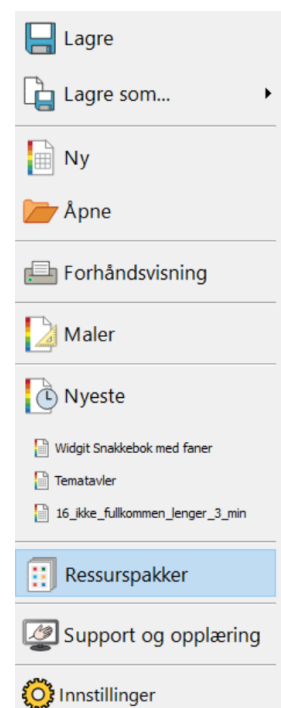 Lagre
Lagre som...
Ny
Åpne
Forhåndsvisning
Maler
Nyeste
Widgit Snakkebok med faner
Tematavler
16_ikke_fullkommen_lenger_3_min
Ressurspakker
Support og opplæring
Innstillinger